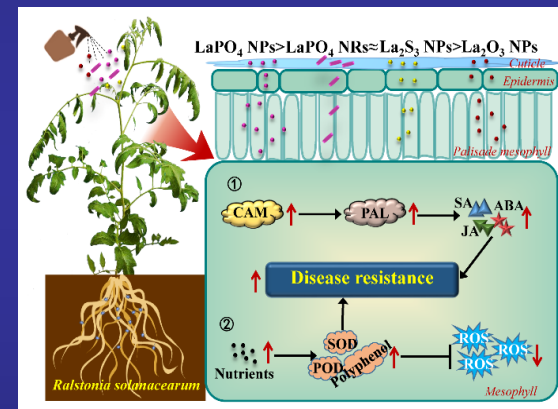 LaPO4 NPs>LaPO4 NRs≈La2S3 NPs>La2O3 NPs
Cuticle
Epidermis
Palisade mesophyll
①
CAM
PAL
SA
ABA
JA
Disease resistance
②
Nutrients
SOD
POD
Polyphenol
ROS
ROS
ROS
Mesophyll
Ralstonia solanacearum